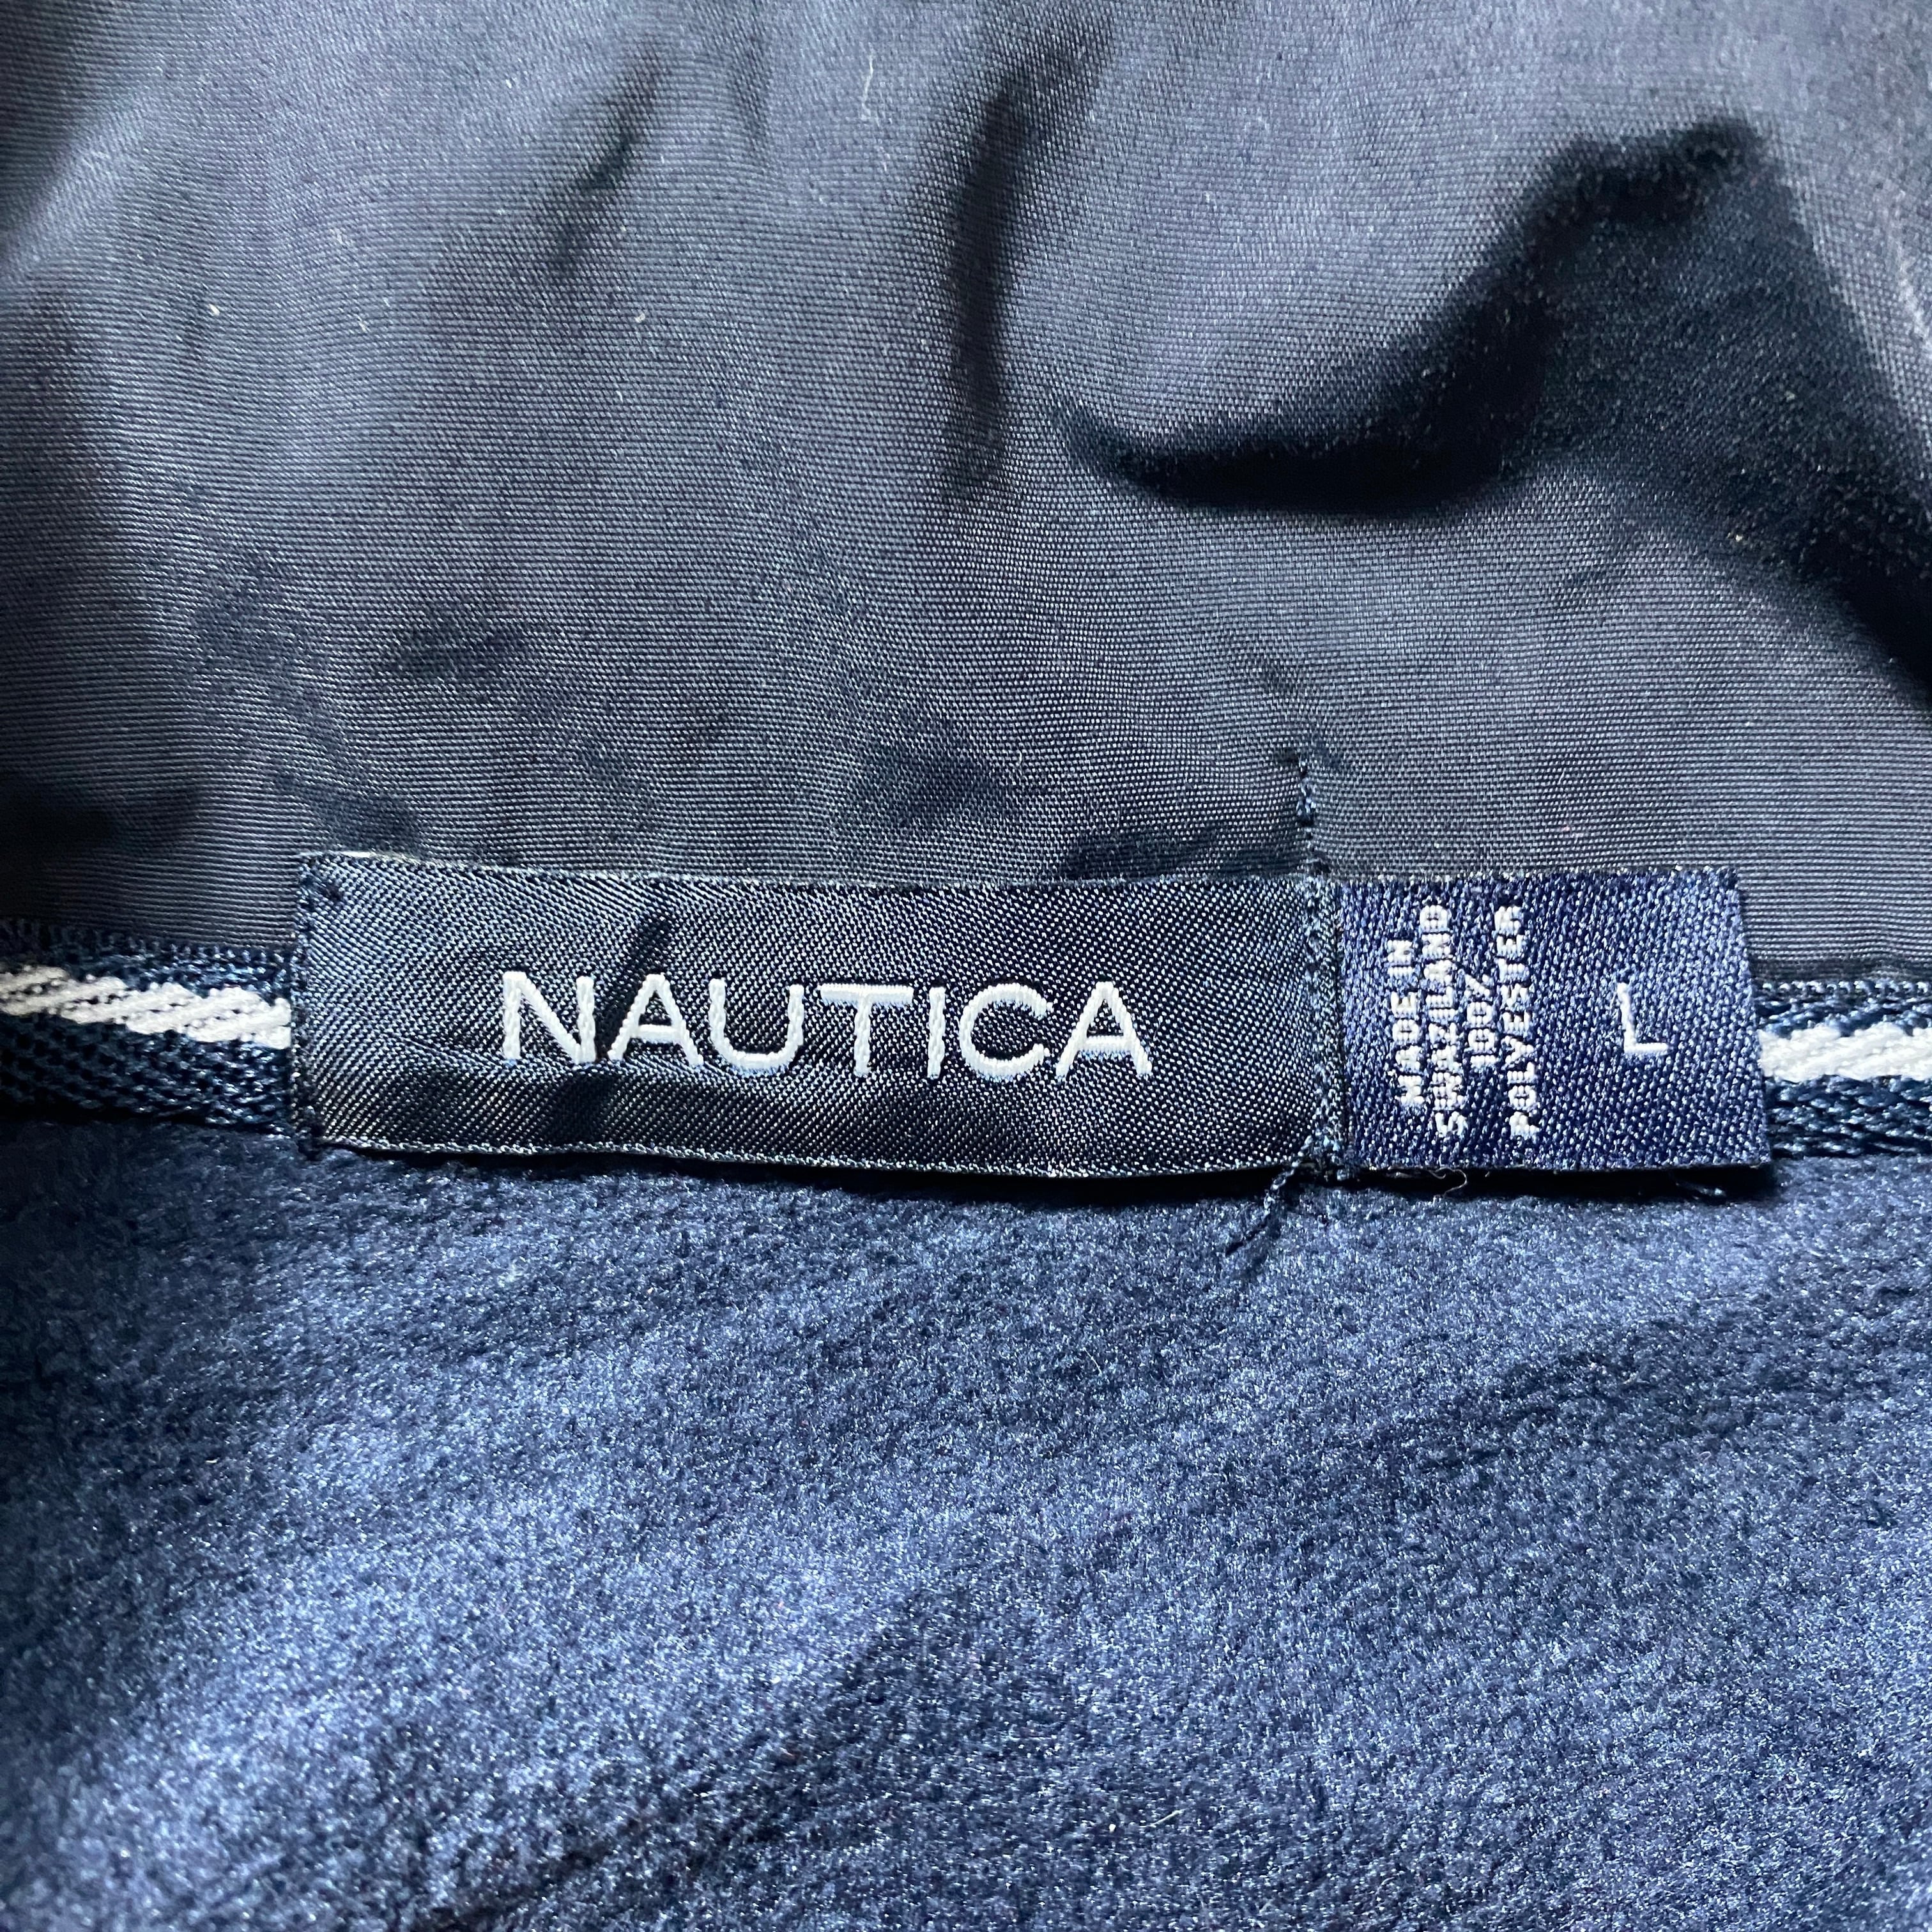 NAUTICA
MADE IN
SWAZILAND
100%
POLYESTER
L